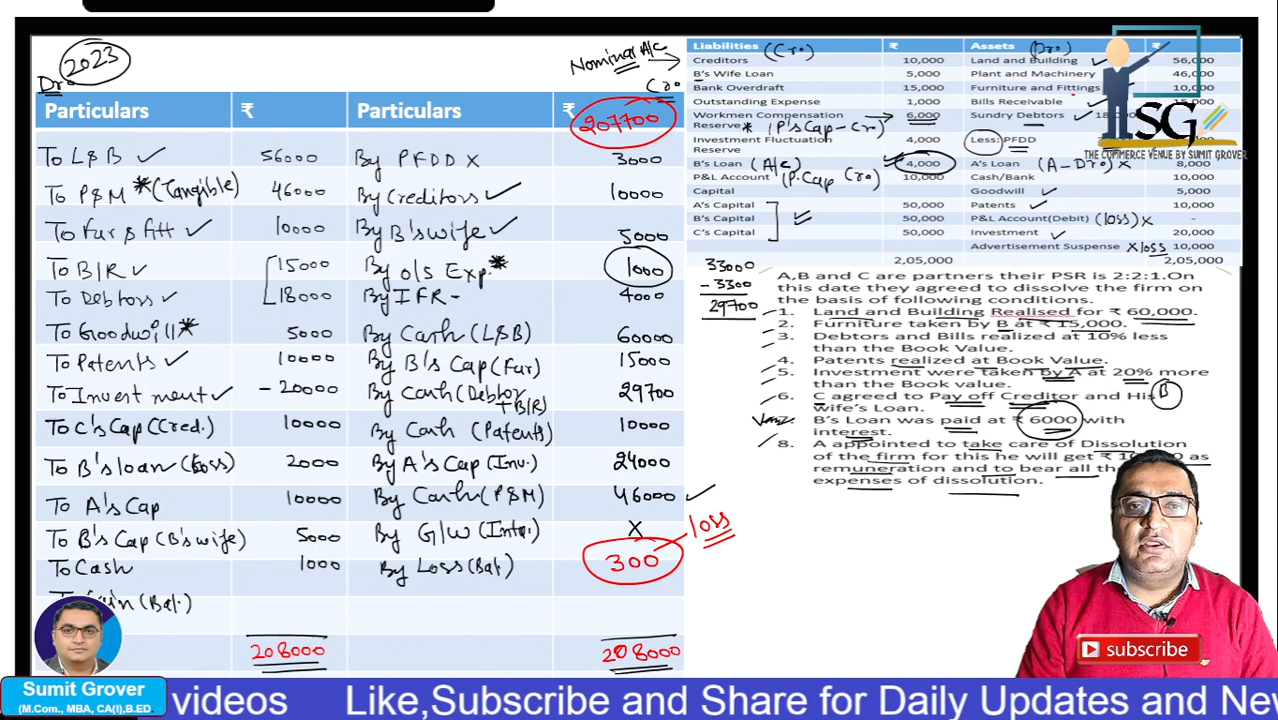 2023
Nominal A/c
Dr. Cr.
Particulars ₹ Particulars ₹
207700
To L&B 56000 By PFDD x 3000
To P&M *(Tangible) 46000 By Creditors 10000
To Fur & fitt 10000 By B's wife 5000
To B/R 15000 By O/s Exp* 1000
To Debtors 18000 By IFR - 4000
To Goodwill* 5000 By Cash (L&B) 60000
To Patents 10000 By B's Cap (Fur) 15000
To Investment - 20000 By Cash (Debtor + B/R) 29700
To C's Cap (Cred.) 10000 By Cash (Patents) 10000
To B's loan (Loss) 2000 By A's Cap (Inv.) 24000
To A's Cap 10000 By Cash (P&M) 46000
To B's Cap (B's wife) 5000 By G/W (Intg.) X
To Cash 1000 By Loss (Bal) 300 loss
To Gain (Bal.)
208000 208000
Liabilities (Cr.) ₹ Assets (Dr.) ₹
Creditors 10,000 Land and Building 56,000
B's Wife Loan 5,000 Plant and Machinery 46,000
Bank Overdraft 15,000 Furniture and Fittings 10,000
Outstanding Expense 1,000 Bills Receivable 15,000
Workmen Compensation Reserve* (P's Cap - Cr) 6,000 Sundry Debtors
Investment Fluctuation Reserve 4,000 Less: PFDD
B's Loan (A/c) 4,000 A's Loan (A - Dr.) x 8,000
P&L Account (P. Cap Cr.) 10,000 Cash/Bank 10,000
Capital Goodwill 5,000
A's Capital 50,000 Patents 10,000
B's Capital 50,000 P&L Account(Debit) (loss) x -
C's Capital 50,000 Investment 20,000
Advertisement Suspense x loss 10,000
2,05,000 2,05,000
SG
THE COMMERCE VENUE BY SUMIT GROVER
33000
- 3300
29700
A,B and C are partners their PSR is 2:2:1.On
this date they agreed to dissolve the firm on
the basis of following conditions.
1. Land and Building Realised for ₹ 60,000.
2. Furniture taken by B at ₹ 15,000.
3. Debtors and Bills realized at 10% less
than the Book Value.
4. Patents realized at Book Value.
5. Investment were taken by A at 20% more
than the Book value.
6. C agreed to Pay off Creditor and His B
wife's Loan.
7. B's Loan was paid at ₹ 6000 with
interest.
8. A appointed to take care of Dissolution
of the firm for this he will get ₹ as
remuneration and to bear all the
expenses of dissolution.
subscribe
Sumit Grover
(M.Com., MBA, CA(I),B.ED
videos Like,Subscribe and Share for Daily Updates and New